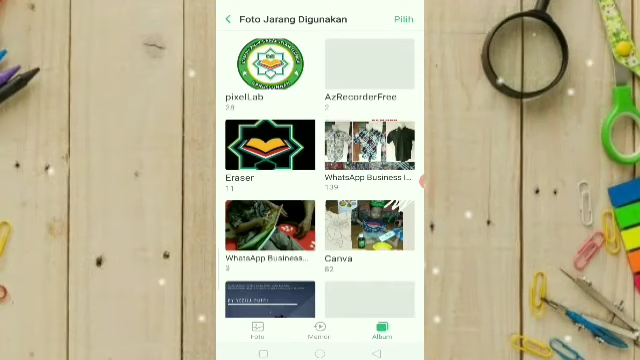 Foto Jarang Digunakan
Pilih
pixelLab
28
AzRecorderFree
2
Eraser
11
WhatsApp Business I...
139
WhatsApp Business...
3
Canva
82
Foto
Memori
Album